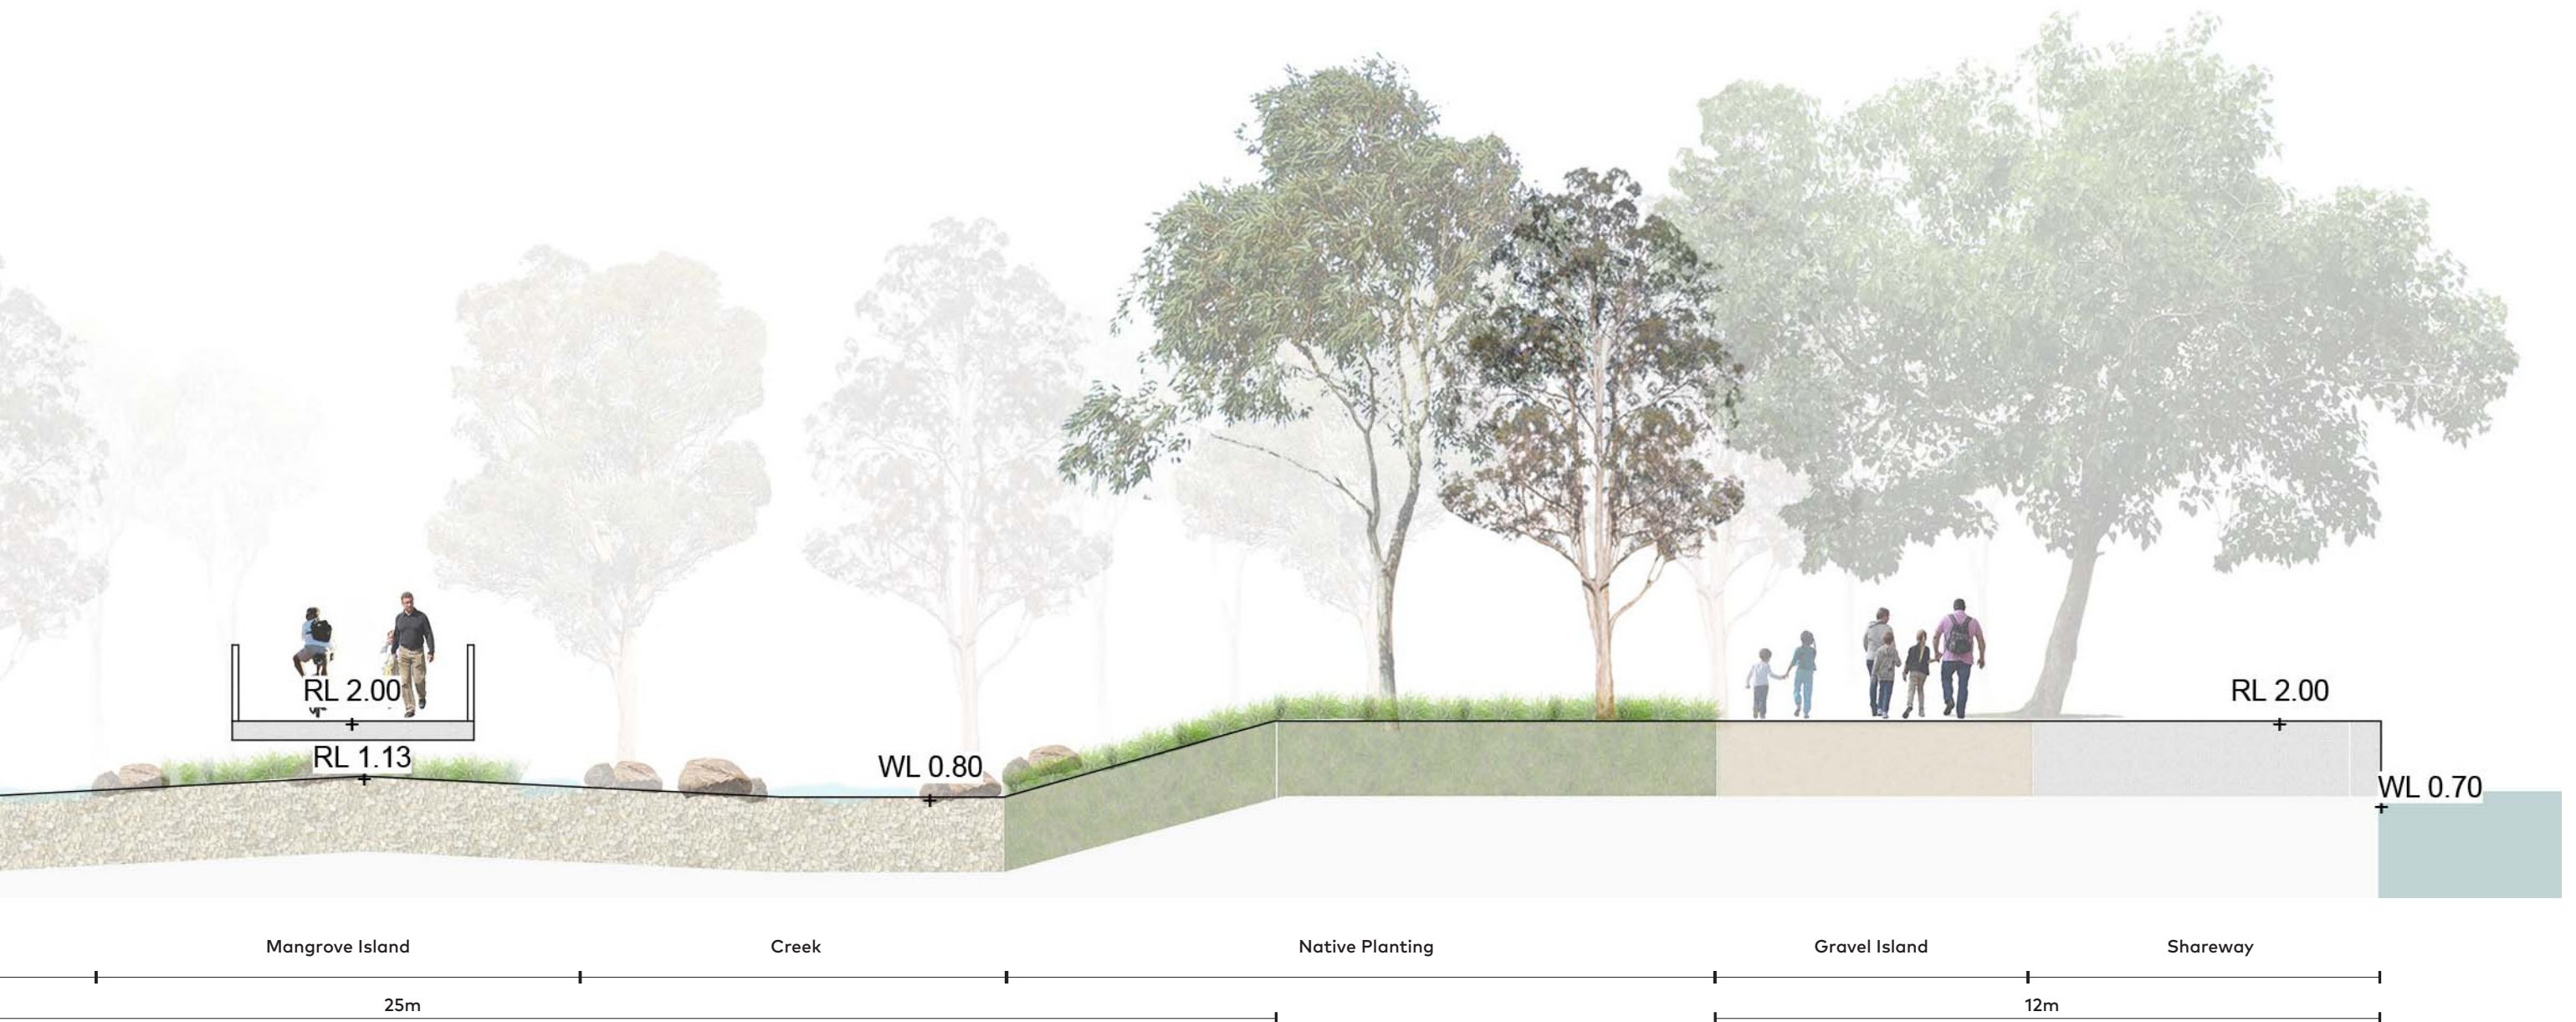 RL 2.00
RL 1.13
WL 0.80
RL 2.00
WL 0.70
Mangrove Island
Creek
Native Planting
Gravel Island
Shareway
25m
12m